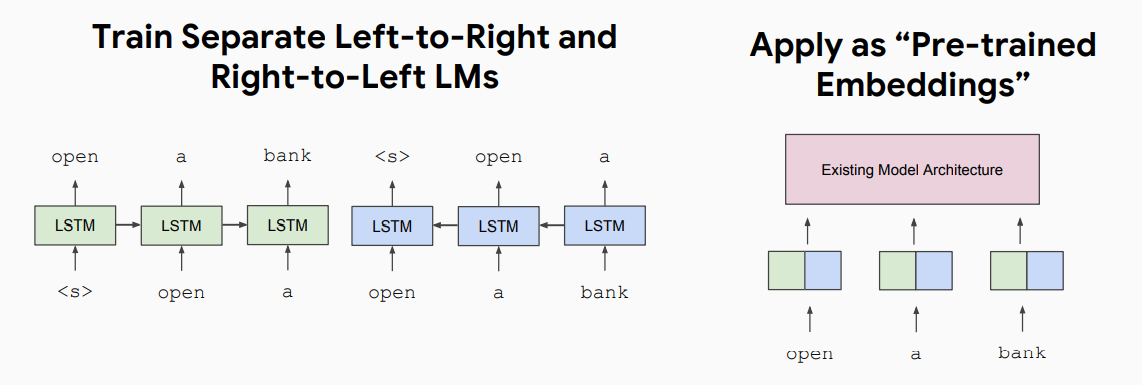 Train Separate Left-to-Right and
Right-to-Left LMs
open a bank <s> open a
LSTM LSTM LSTM LSTM LSTM LSTM
<s> open a open a bank
Apply as “Pre-trained
Embeddings”
Existing Model Architecture
open a bank